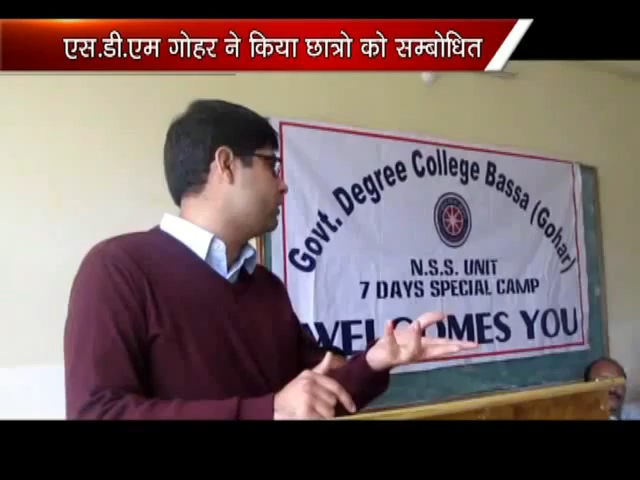 एस.डी.एम गोहर ने किया छात्रो को सम्बोधित
Govt. Degree College Bassa (Gohar)
N.S.S. UNIT
7 DAYS SPECIAL CAMP
WELCOMES YOU